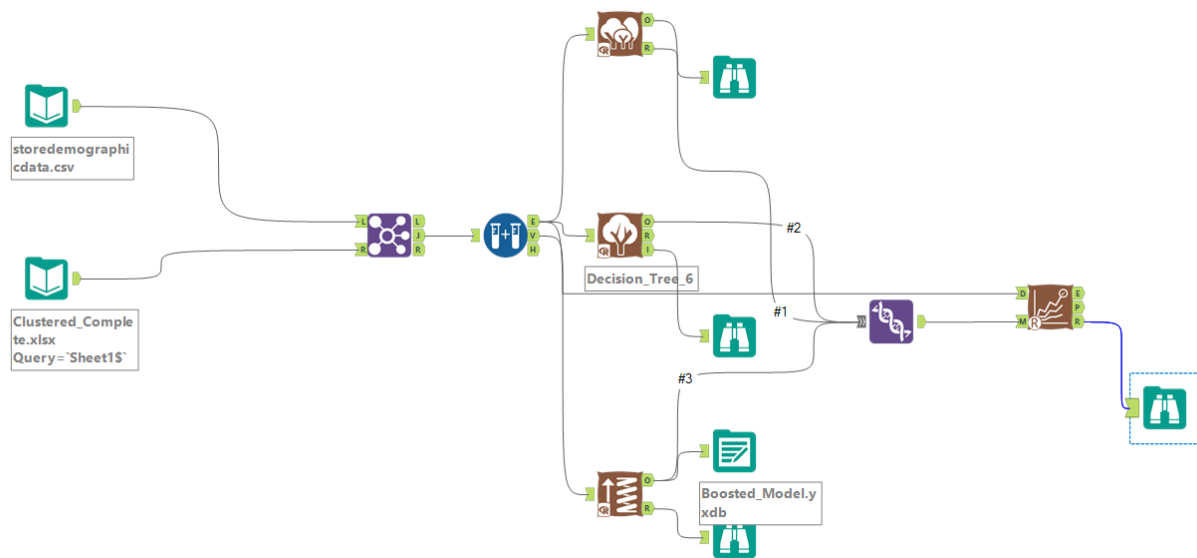 O
R
storedemographi
cdata.csv
L
R
L
J
R
E
V
H
O
R
I
#2
Decision_Tree_6
Clustered_Comple
te.xlsx
Query=`Sheet1$`
#1
D
M
R
E
P
R
#3
O
R
Boosted_Model.y
xdb